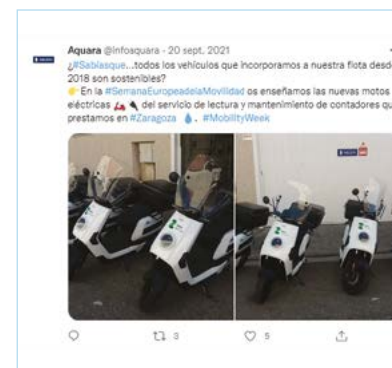 Aquara @infosquara · 20 sept. 2021
¿#Sabíasque...todos los vehículos que incorporamos a nuestra flota desde
2018 son sostenibles?
En la #SemanaEuropeadelaMovilidad os enseñamos las nuevas motos
eléctricas del servicio de lectura y mantenimiento de contadores qu
prestamos en #Zaragoza . #MobilityWeek
3
5